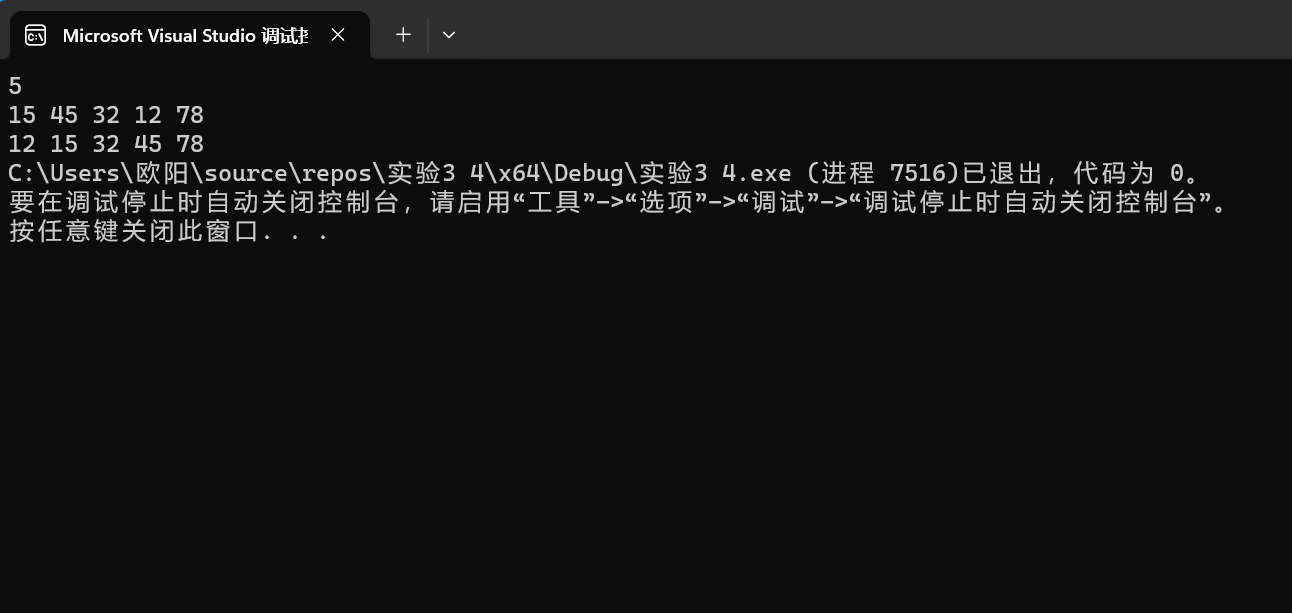 Microsoft Visual Studio 调试
5
15 45 32 12 78
12 15 32 45 78
C:\Users\欧阳\source\repos\实验3 4\x64\Debug\实验3 4.exe (进程 7516)已退出，代码为 0。
要在调试停止时自动关闭控制台，请启用“工具”->“选项”->“调试”->“调试停止时自动关闭控制台”。
按任意键关闭此窗口. . .